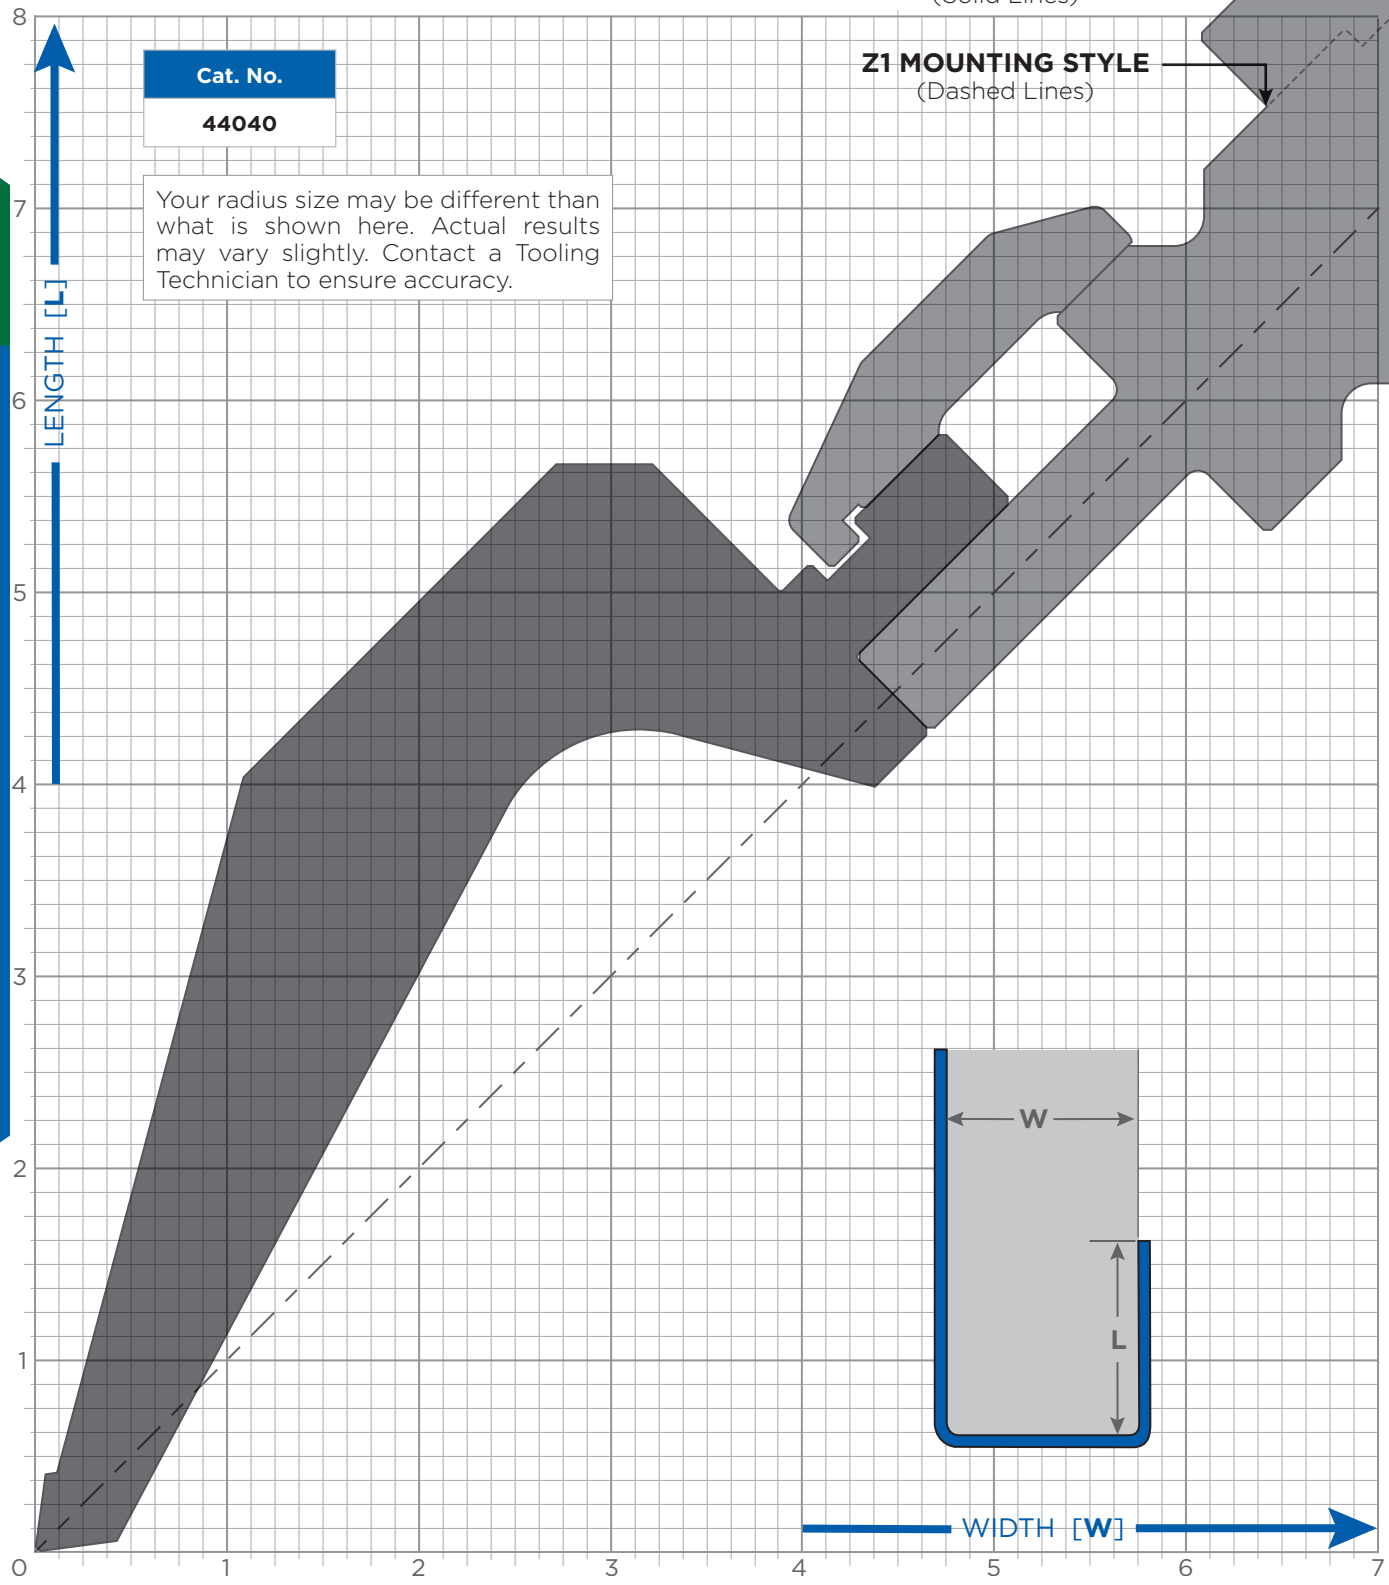 (Solid Lines)
Z1 MOUNTING STYLE
(Dashed Lines)
Cat. No.
44040
Your radius size may be different than
what is shown here. Actual results
may vary slightly. Contact a Tooling
Technician to ensure accuracy.
LENGTH [L]
8
7
6
5
4
3
2
1
0
1
2
3
4
5
6
7
W
L
WIDTH [W]